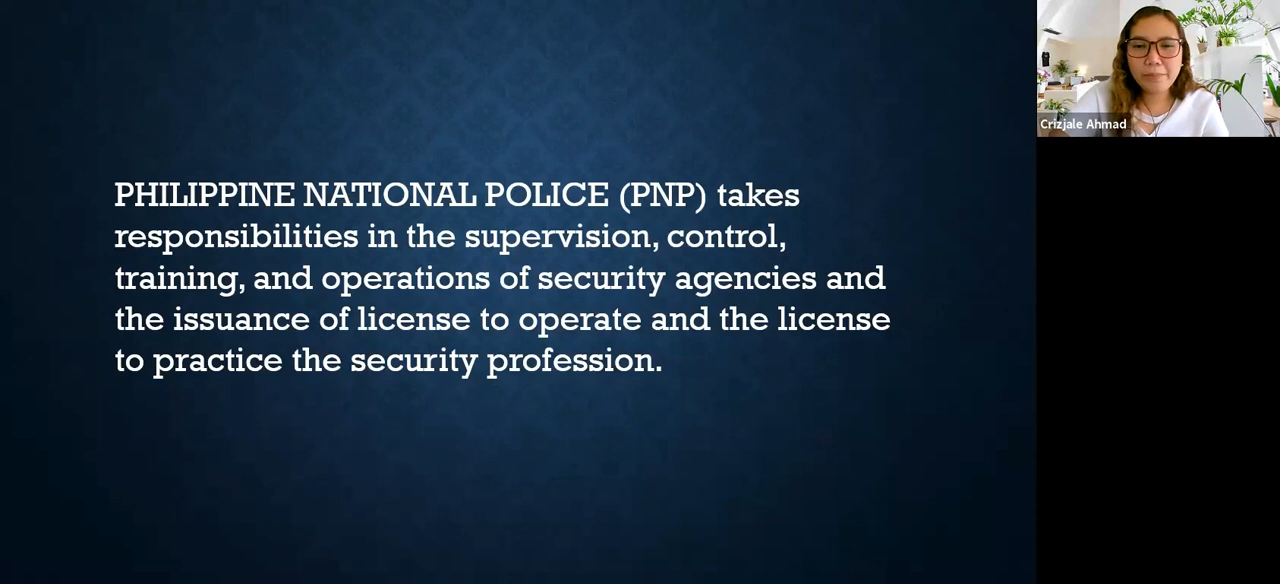 PHILIPPINE NATIONAL POLICE (PNP) takes
responsibilities in the supervision, control,
training, and operations of security agencies and
the issuance of license to operate and the license
to practice the security profession.
Crizjale Ahmad